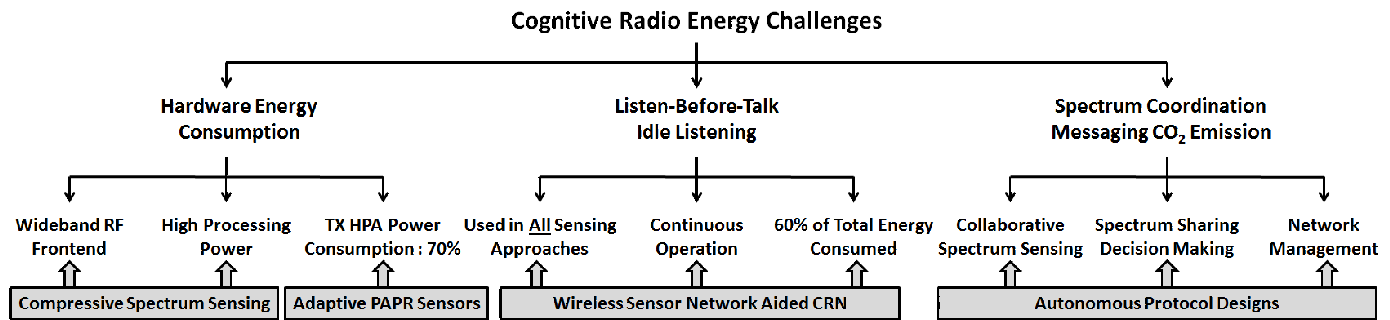 Cognitive Radio Energy Challenges
Hardware Energy
Consumption
Listen-Before-Talk
Idle Listening
Spectrum Coordination
Messaging CO₂ Emission
Wideband RF
Frontend
High Processing
Power
TX HPA Power
Consumption : 70%
Used in All Sensing
Approaches
Continuous
Operation
60% of Total Energy
Consumed
Collaborative
Spectrum Sensing
Spectrum Sharing
Decision Making
Network
Management
Compressive Spectrum Sensing
Adaptive PAPR Sensors
Wireless Sensor Network Aided CRN
Autonomous Protocol Designs